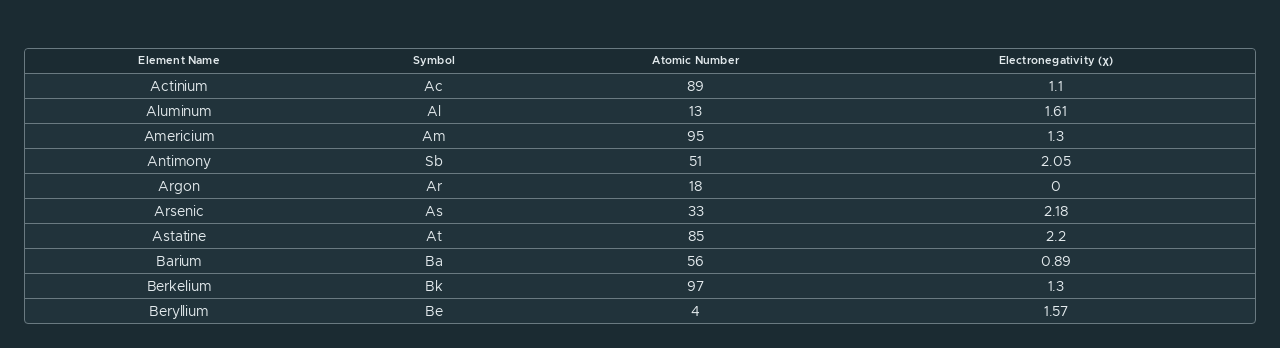 Element Name Symbol Atomic Number Electronegativity (χ)
Actinium Ac 89 1.1
Aluminum Al 13 1.61
Americium Am 95 1.3
Antimony Sb 51 2.05
Argon Ar 18 0
Arsenic As 33 2.18
Astatine At 85 2.2
Barium Ba 56 0.89
Berkelium Bk 97 1.3
Beryllium Be 4 1.57